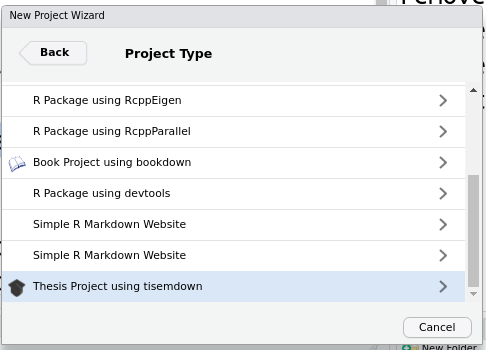 New Project Wizard
Back
Project Type
R Package using RcppEigen
R Package using RcppParallel
Book Project using bookdown
R Package using devtools
Simple R Markdown Website
Simple R Markdown Website
Thesis Project using tisemdown
Cancel
New Folder